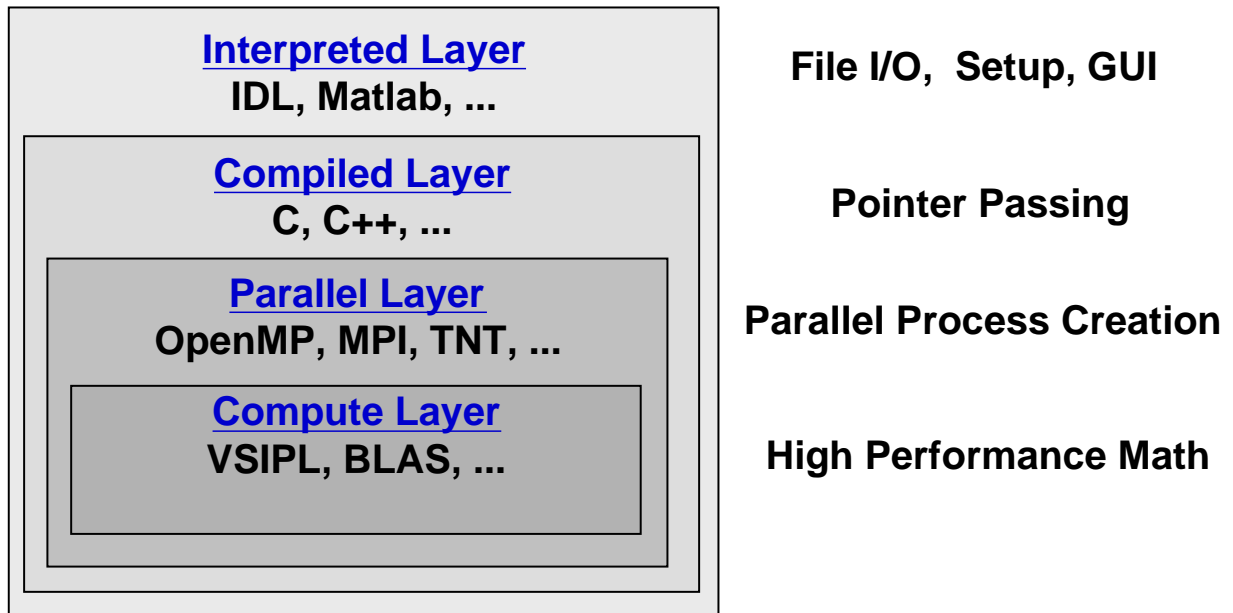 Interpreted Layer
IDL, Matlab, ...
File I/O, Setup, GUI
Compiled Layer
C, C++, ...
Pointer Passing
Parallel Layer
OpenMP, MPI, TNT, ...
Parallel Process Creation
Compute Layer
VSIPL, BLAS, ...
High Performance Math